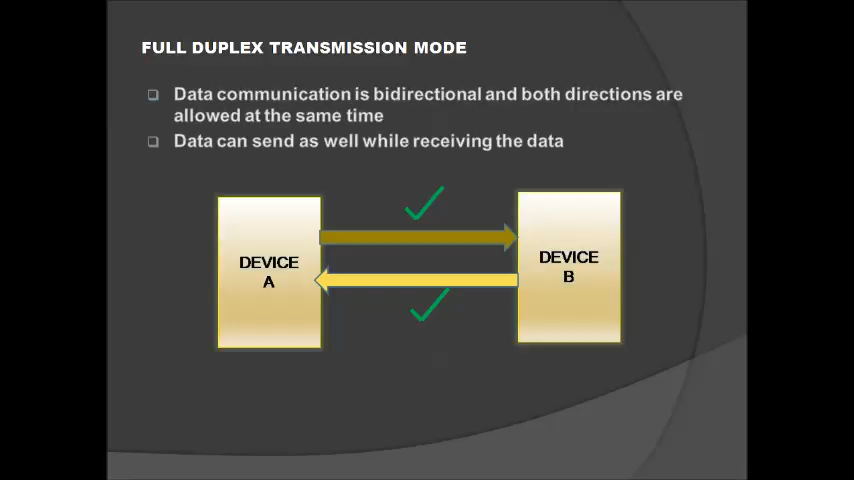 FULL DUPLEX TRANSMISSION MODE
Data communication is bidirectional and both directions are
allowed at the same time
Data can send as well while receiving the data
DEVICE
A
DEVICE
B